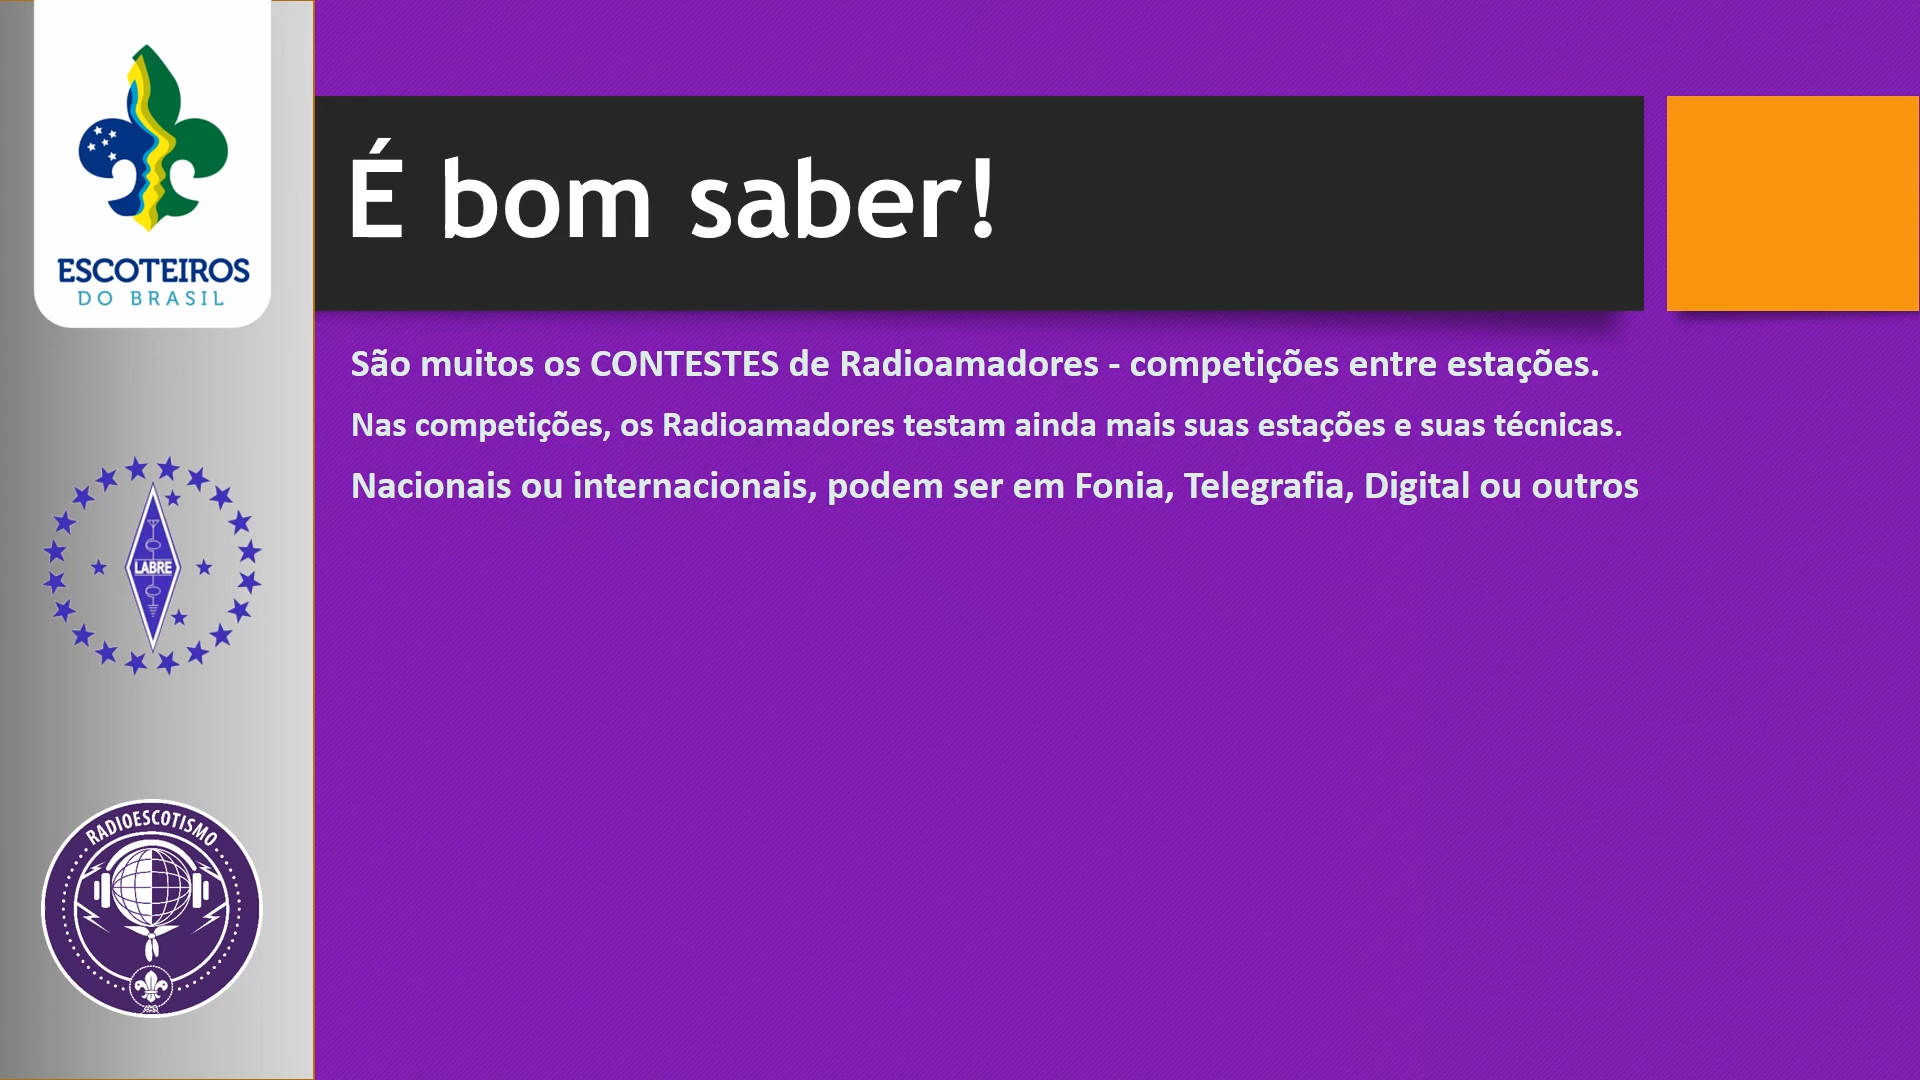 ESCOTEIROS
DO BRASIL
LABRE
RADIOESCOTISMO
É bom saber!
São muitos os CONTESTES de Radioamadores - competições entre estações.
Nas competições, os Radioamadores testam ainda mais suas estações e suas técnicas.
Nacionais ou internacionais, podem ser em Fonia, Telegrafia, Digital ou outros